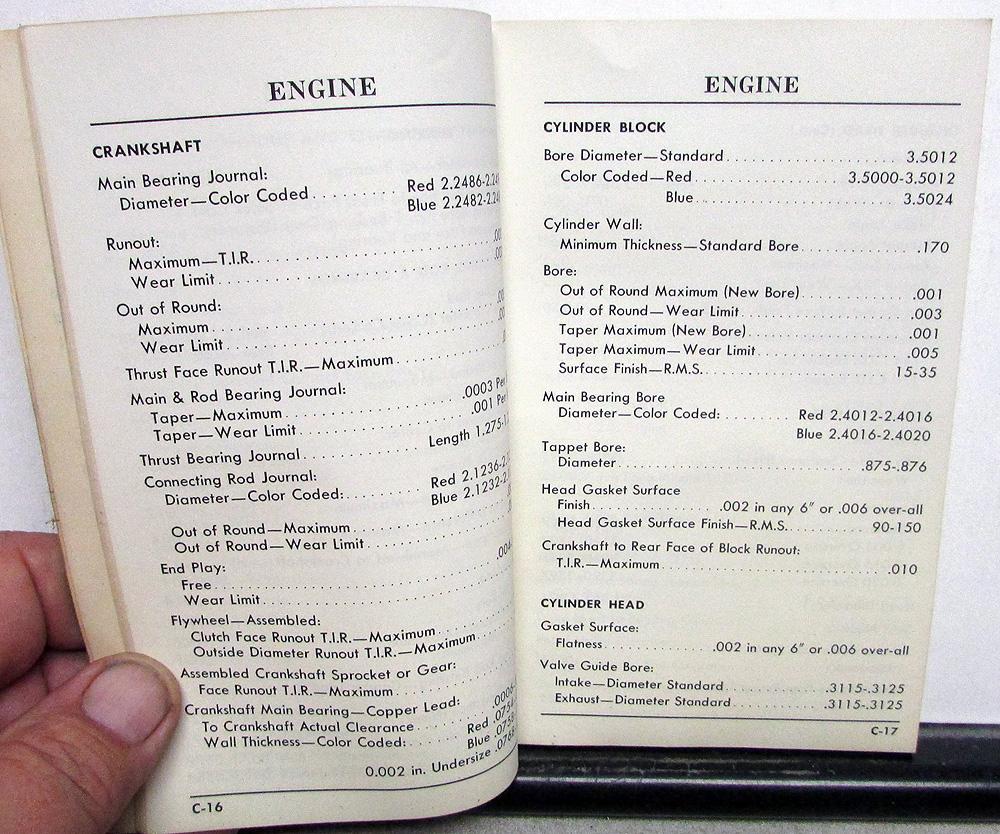 ENGINE
CRANKSHAFT
Main Bearing Journal:
Diameter—Color Coded........ Red 2.2486-2.24
Blue 2.2482-2.24
Runout:
Maximum—T.I.R.
Wear Limit
Out of Round:
Maximum
Wear Limit
Thrust Face Runout T.I.R.—Maximum
Main & Rod Bearing Journal:
Taper—Maximum .0003 Per
Taper—Wear Limit .001 Per
Thrust Bearing Journal Length 1.275-1.
Connecting Rod Journal:
Diameter—Color Coded: Red 2.1236-2.
Blue 2.1232-2.
Out of Round—Maximum
Out of Round—Wear Limit
End Play:
Free .004
Wear Limit
Flywheel—Assembled:
Clutch Face Runout T.I.R.—Maximum
Outside Diameter Runout T.I.R.—Maximum
Assembled Crankshaft Sprocket or Gear:
Face Runout T.I.R.—Maximum
Crankshaft Main Bearing—Copper Lead:
To Crankshaft Actual Clearance .0006
Wall Thickness—Color Coded: Red
Blue
0.002 in. Undersize
C-16
ENGINE
CYLINDER BLOCK
Bore Diameter—Standard 3.5012
Color Coded—Red 3.5000-3.5012
Blue 3.5024
Cylinder Wall:
Minimum Thickness—Standard Bore .170
Bore:
Out of Round Maximum (New Bore) .001
Out of Round—Wear Limit .003
Taper Maximum (New Bore) .001
Taper Maximum—Wear Limit .005
Surface Finish—R.M.S. 15-35
Main Bearing Bore
Diameter—Color Coded: Red 2.4012-2.4016
Blue 2.4016-2.4020
Tappet Bore:
Diameter .875-.876
Head Gasket Surface
Finish .002 in any 6" or .006 over-all
Head Gasket Surface Finish—R.M.S. 90-150
Crankshaft to Rear Face of Block Runout:
T.I.R.—Maximum .010
CYLINDER HEAD
Gasket Surface:
Flatness .002 in any 6" or .006 over-all
Valve Guide Bore:
Intake—Diameter Standard .3115-.3125
Exhaust—Diameter Standard .3115-.3125
C-17